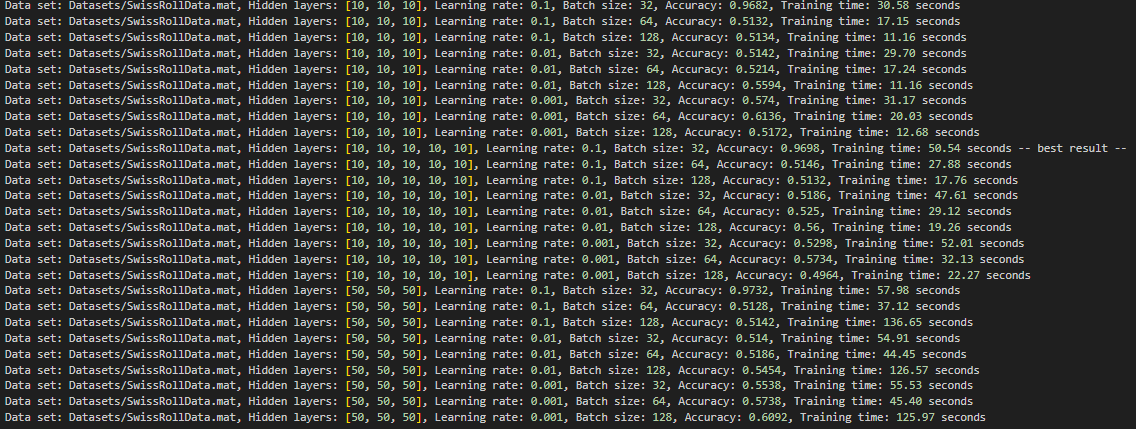 Data set: Datasets/SwissRollData.mat, Hidden layers: [10, 10, 10], Learning rate: 0.1, Batch size: 32, Accuracy: 0.9682, Training time: 30.58 seconds
Data set: Datasets/SwissRollData.mat, Hidden layers: [10, 10, 10], Learning rate: 0.1, Batch size: 64, Accuracy: 0.5132, Training time: 17.15 seconds
Data set: Datasets/SwissRollData.mat, Hidden layers: [10, 10, 10], Learning rate: 0.1, Batch size: 128, Accuracy: 0.5134, Training time: 11.16 seconds
Data set: Datasets/SwissRollData.mat, Hidden layers: [10, 10, 10], Learning rate: 0.01, Batch size: 32, Accuracy: 0.5142, Training time: 29.70 seconds
Data set: Datasets/SwissRollData.mat, Hidden layers: [10, 10, 10], Learning rate: 0.01, Batch size: 64, Accuracy: 0.5214, Training time: 17.24 seconds
Data set: Datasets/SwissRollData.mat, Hidden layers: [10, 10, 10], Learning rate: 0.01, Batch size: 128, Accuracy: 0.5594, Training time: 11.16 seconds
Data set: Datasets/SwissRollData.mat, Hidden layers: [10, 10, 10], Learning rate: 0.001, Batch size: 32, Accuracy: 0.574, Training time: 31.17 seconds
Data set: Datasets/SwissRollData.mat, Hidden layers: [10, 10, 10], Learning rate: 0.001, Batch size: 64, Accuracy: 0.6136, Training time: 20.03 seconds
Data set: Datasets/SwissRollData.mat, Hidden layers: [10, 10, 10], Learning rate: 0.001, Batch size: 128, Accuracy: 0.5172, Training time: 12.68 seconds
Data set: Datasets/SwissRollData.mat, Hidden layers: [10, 10, 10, 10, 10], Learning rate: 0.1, Batch size: 32, Accuracy: 0.9698, Training time: 50.54 seconds -- best result --
Data set: Datasets/SwissRollData.mat, Hidden layers: [10, 10, 10, 10, 10], Learning rate: 0.1, Batch size: 64, Accuracy: 0.5146, Training time: 27.88 seconds
Data set: Datasets/SwissRollData.mat, Hidden layers: [10, 10, 10, 10, 10], Learning rate: 0.1, Batch size: 128, Accuracy: 0.5132, Training time: 17.76 seconds
Data set: Datasets/SwissRollData.mat, Hidden layers: [10, 10, 10, 10, 10], Learning rate: 0.01, Batch size: 32, Accuracy: 0.5186, Training time: 47.61 seconds
Data set: Datasets/SwissRollData.mat, Hidden layers: [10, 10, 10, 10, 10], Learning rate: 0.01, Batch size: 64, Accuracy: 0.525, Training time: 29.12 seconds
Data set: Datasets/SwissRollData.mat, Hidden layers: [10, 10, 10, 10, 10], Learning rate: 0.01, Batch size: 128, Accuracy: 0.56, Training time: 19.26 seconds
Data set: Datasets/SwissRollData.mat, Hidden layers: [10, 10, 10, 10, 10], Learning rate: 0.001, Batch size: 32, Accuracy: 0.5298, Training time: 52.01 seconds
Data set: Datasets/SwissRollData.mat, Hidden layers: [10, 10, 10, 10, 10], Learning rate: 0.001, Batch size: 64, Accuracy: 0.5734, Training time: 32.13 seconds
Data set: Datasets/SwissRollData.mat, Hidden layers: [10, 10, 10, 10, 10], Learning rate: 0.001, Batch size: 128, Accuracy: 0.4964, Training time: 22.27 seconds
Data set: Datasets/SwissRollData.mat, Hidden layers: [50, 50, 50], Learning rate: 0.1, Batch size: 32, Accuracy: 0.9732, Training time: 57.98 seconds
Data set: Datasets/SwissRollData.mat, Hidden layers: [50, 50, 50], Learning rate: 0.1, Batch size: 64, Accuracy: 0.5128, Training time: 37.12 seconds
Data set: Datasets/SwissRollData.mat, Hidden layers: [50, 50, 50], Learning rate: 0.1, Batch size: 128, Accuracy: 0.5142, Training time: 136.65 seconds
Data set: Datasets/SwissRollData.mat, Hidden layers: [50, 50, 50], Learning rate: 0.01, Batch size: 32, Accuracy: 0.514, Training time: 54.91 seconds
Data set: Datasets/SwissRollData.mat, Hidden layers: [50, 50, 50], Learning rate: 0.01, Batch size: 64, Accuracy: 0.5186, Training time: 44.45 seconds
Data set: Datasets/SwissRollData.mat, Hidden layers: [50, 50, 50], Learning rate: 0.01, Batch size: 128, Accuracy: 0.5454, Training time: 126.57 seconds
Data set: Datasets/SwissRollData.mat, Hidden layers: [50, 50, 50], Learning rate: 0.001, Batch size: 32, Accuracy: 0.5538, Training time: 55.53 seconds
Data set: Datasets/SwissRollData.mat, Hidden layers: [50, 50, 50], Learning rate: 0.001, Batch size: 64, Accuracy: 0.5738, Training time: 45.40 seconds
Data set: Datasets/SwissRollData.mat, Hidden layers: [50, 50, 50], Learning rate: 0.001, Batch size: 128, Accuracy: 0.6092, Training time: 125.97 seconds